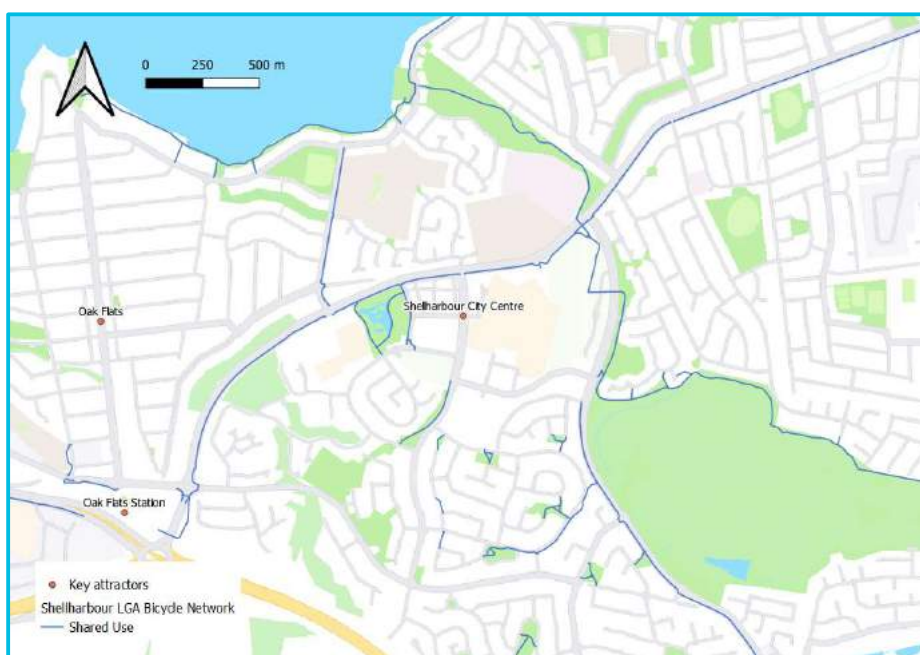 0 250 500 m
Oak Flats
Shellharbour City Centre
Oak Flats Station
Key attractors
Shellharbour LGA Bicycle Network
Shared Use